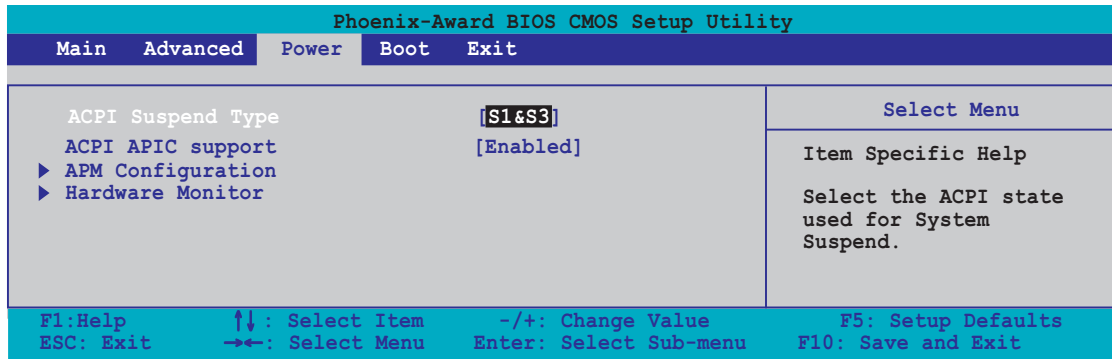 Phoenix-Award BIOS CMOS Setup Utility
Main Advanced Power Boot Exit
ACPI Suspend Type [S1&S3]
ACPI APIC support [Enabled]
APM Configuration
Hardware Monitor
Select Menu
Item Specific Help
Select the ACPI state
used for System
Suspend.
F1:Help ↑↓ : Select Item -/+: Change Value F5: Setup Defaults
ESC: Exit →←: Select Menu Enter: Select Sub-menu F10: Save and Exit